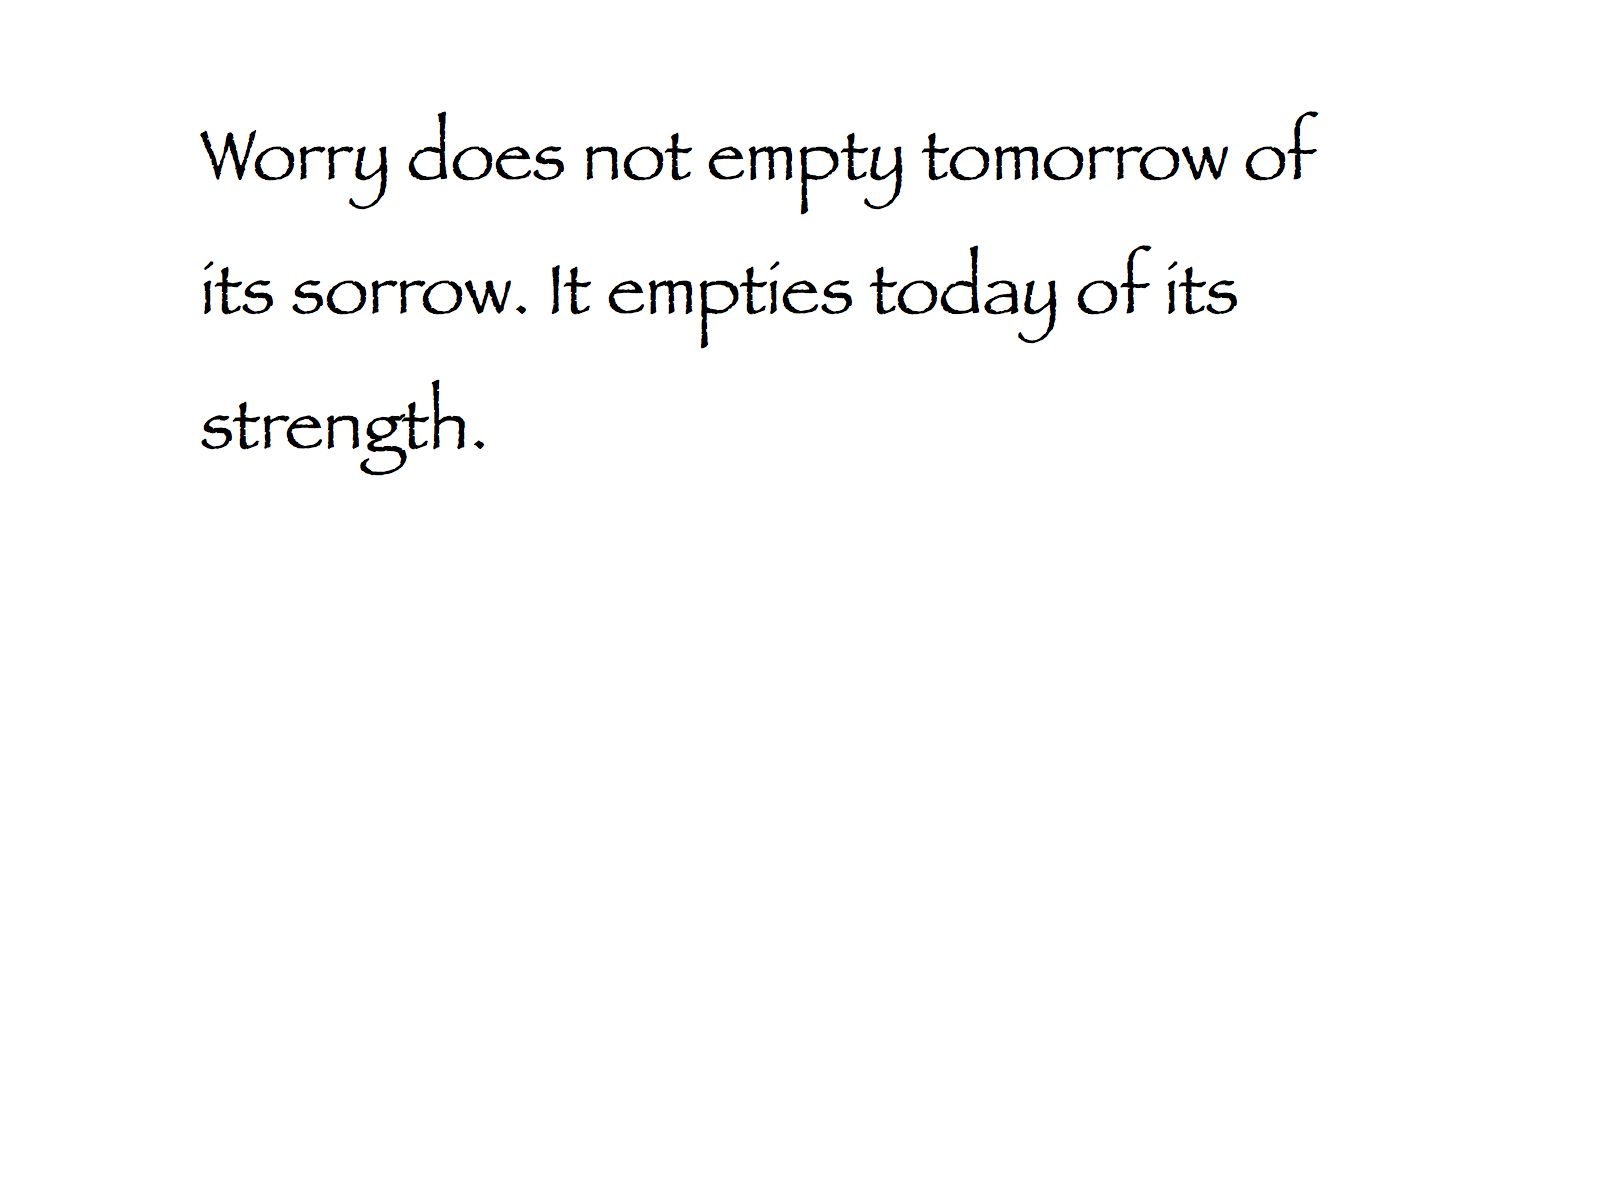 Worry does not empty tomorrow of
its sorrow. It empties today of its
strength.